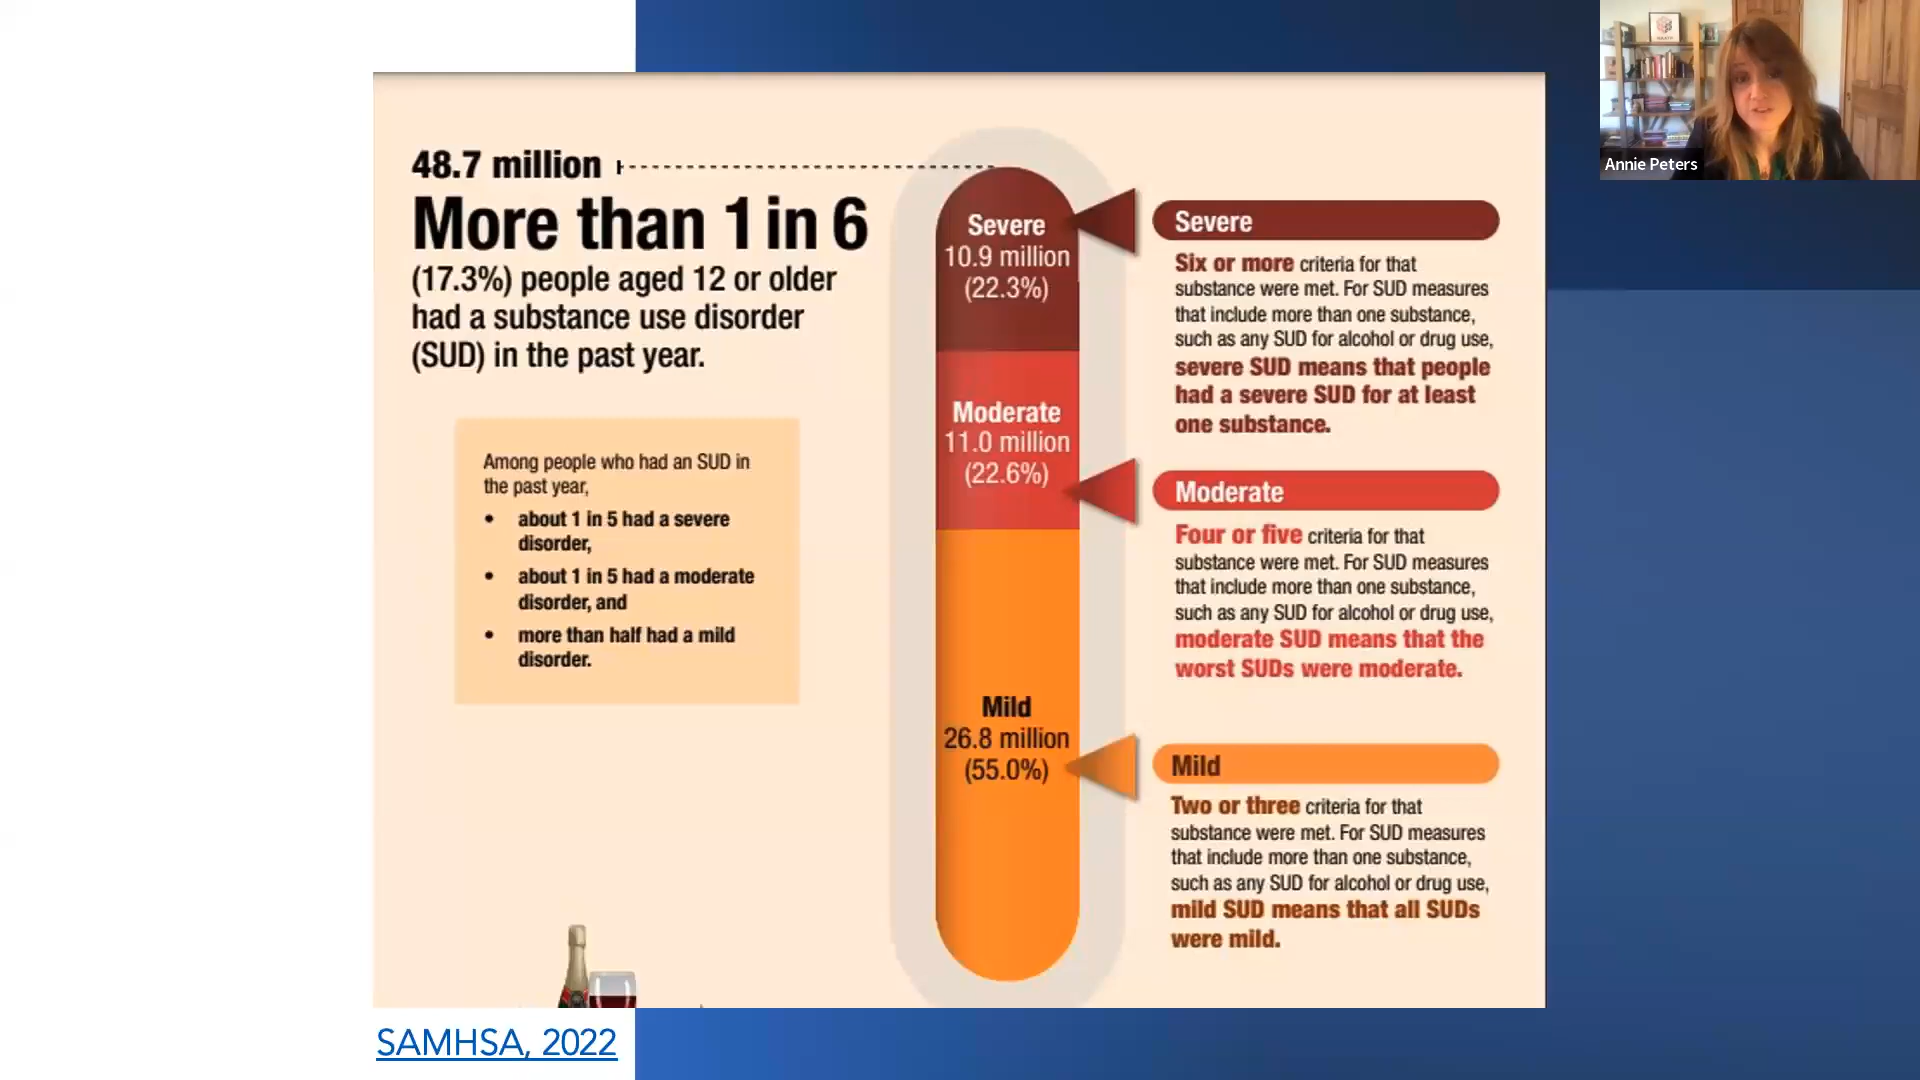 Annie Peters
48.7 million
More than 1 in 6
(17.3%) people aged 12 or older
had a substance use disorder
(SUD) in the past year.
Among people who had an SUD in
the past year,
• about 1 in 5 had a severe
disorder,
• about 1 in 5 had a moderate
disorder, and
• more than half had a mild
disorder.
Severe
10.9 million
(22.3%)
Moderate
11.0 million
(22.6%)
Mild
26.8 million
(55.0%)
Severe
Six or more criteria for that
substance were met. For SUD measures
that include more than one substance,
such as any SUD for alcohol or drug use,
severe SUD means that people
had a severe SUD for at least
one substance.
Moderate
Four or five criteria for that
substance were met. For SUD measures
that include more than one substance,
such as any SUD for alcohol or drug use,
moderate SUD means that the
worst SUDs were moderate.
Mild
Two or three criteria for that
substance were met. For SUD measures
that include more than one substance,
such as any SUD for alcohol or drug use,
mild SUD means that all SUDs
were mild.
SAMHSA, 2022